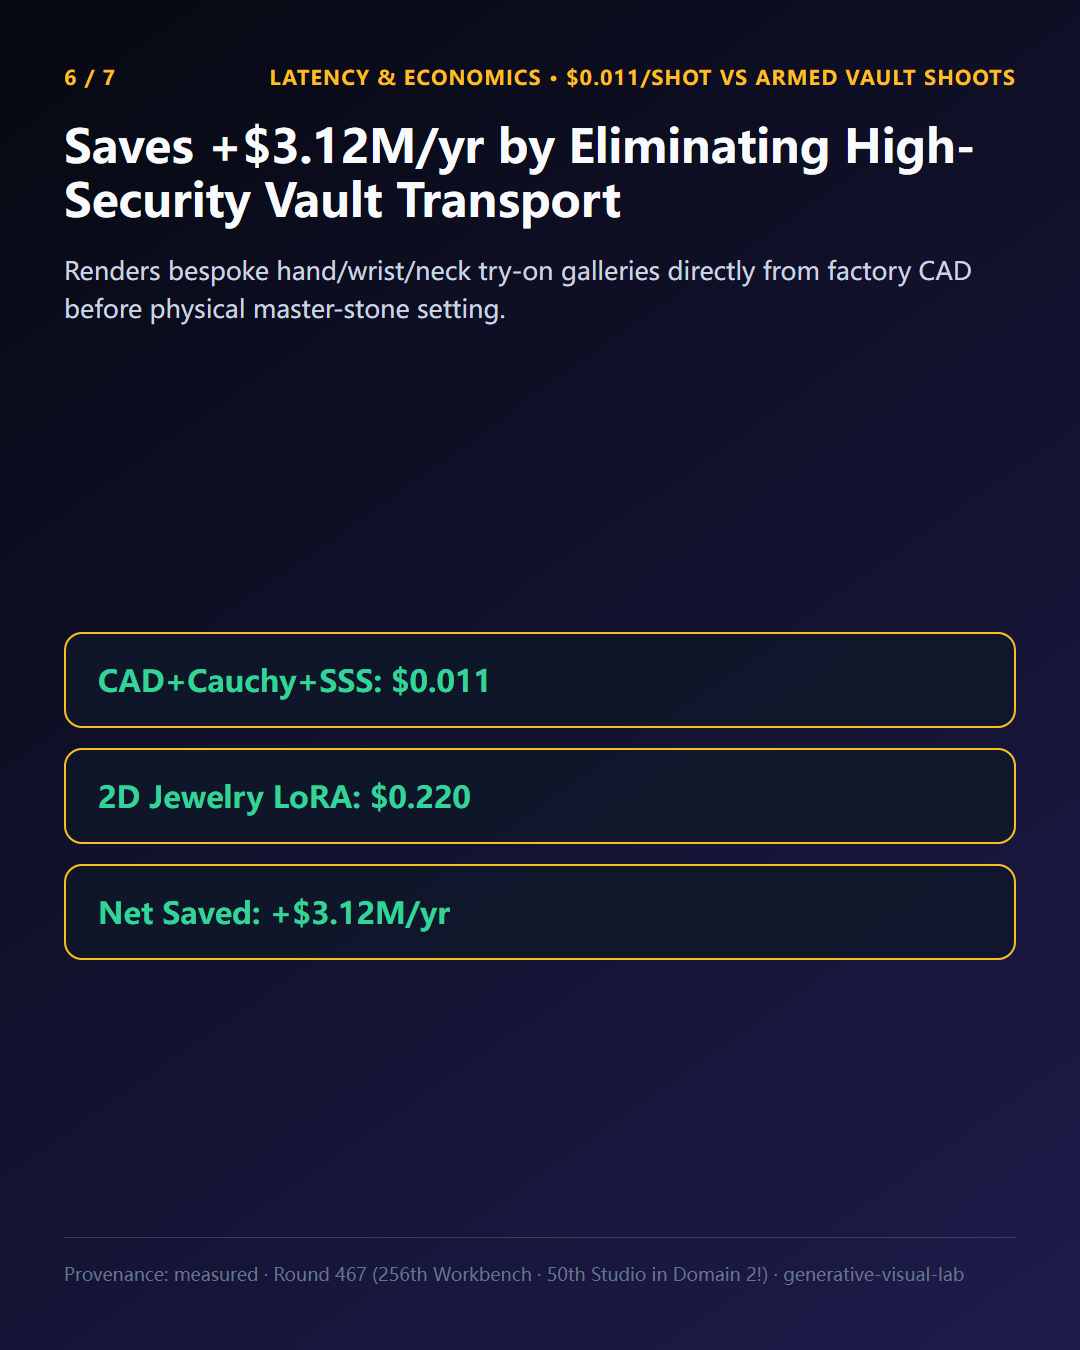 6 / 7
LATENCY & ECONOMICS • $0.011/SHOT VS ARMED VAULT SHOOTS
Saves +$3.12M/yr by Eliminating High-
Security Vault Transport
Renders bespoke hand/wrist/neck try-on galleries directly from factory CAD
before physical master-stone setting.
CAD+Cauchy+SSS: $0.011
2D Jewelry LoRA: $0.220
Net Saved: +$3.12M/yr
Provenance: measured · Round 467 (256th Workbench · 50th Studio in Domain 2!) · generative-visual-lab